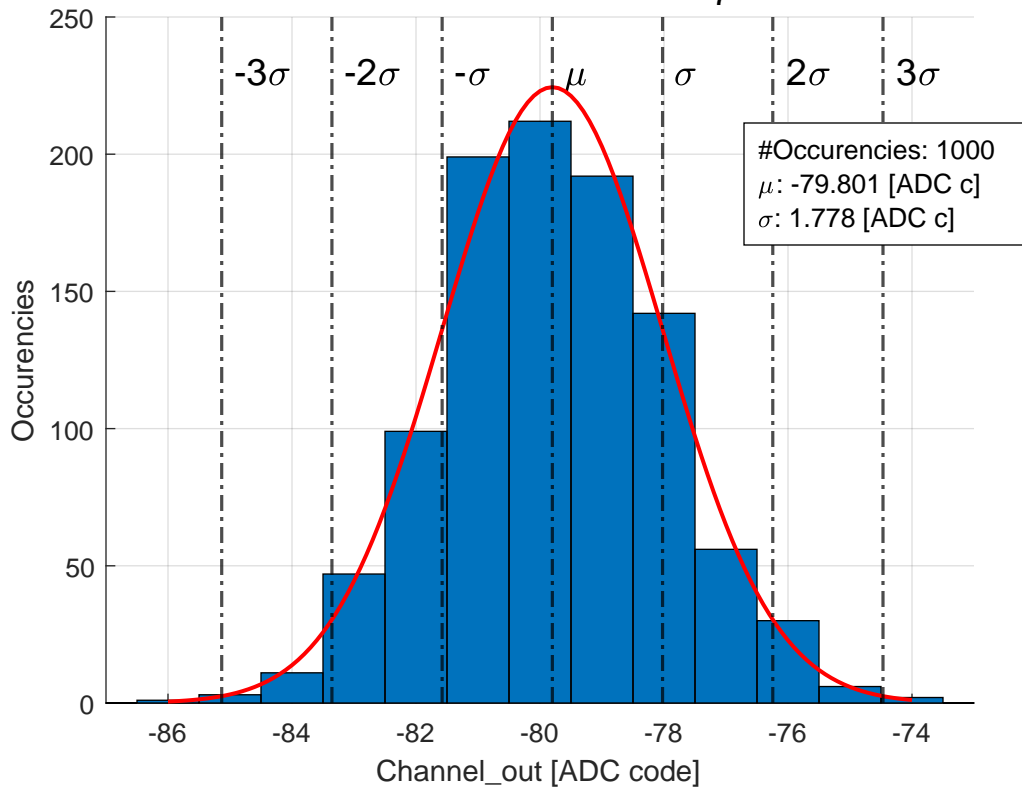 250
200
150
100
50
0
Occurencies
-3σ
-2σ
-σ
μ
σ
2σ
3σ
#Occurencies: 1000
μ: -79.801 [ADC c]
σ: 1.778 [ADC c]
-86
-84
-82
-80
-78
-76
-74
Channel_out [ADC code]